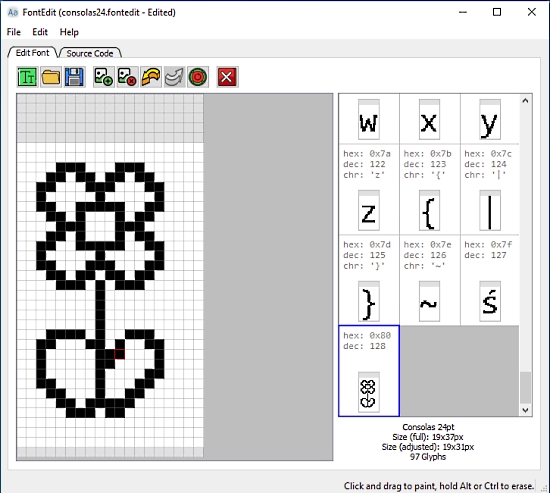 FontEdit (consolas24.fontedit - Edited)
File Edit Help
Edit Font Source Code
w x y
hex: 0x7a hex: 0x7b hex: 0x7c
dec: 122 dec: 123 dec: 124
chr: 'z' chr: '{' chr: '|'
z { |
hex: 0x7d hex: 0x7e hex: 0x7f
dec: 125 dec: 126 dec: 127
chr: '}' chr: '~'
} ~ ś
hex: 0x80
dec: 128
Consolas 24pt
Size (full): 19x37px
Size (adjusted): 19x31px
97 Glyphs
Click and drag to paint, hold Alt or Ctrl to erase.